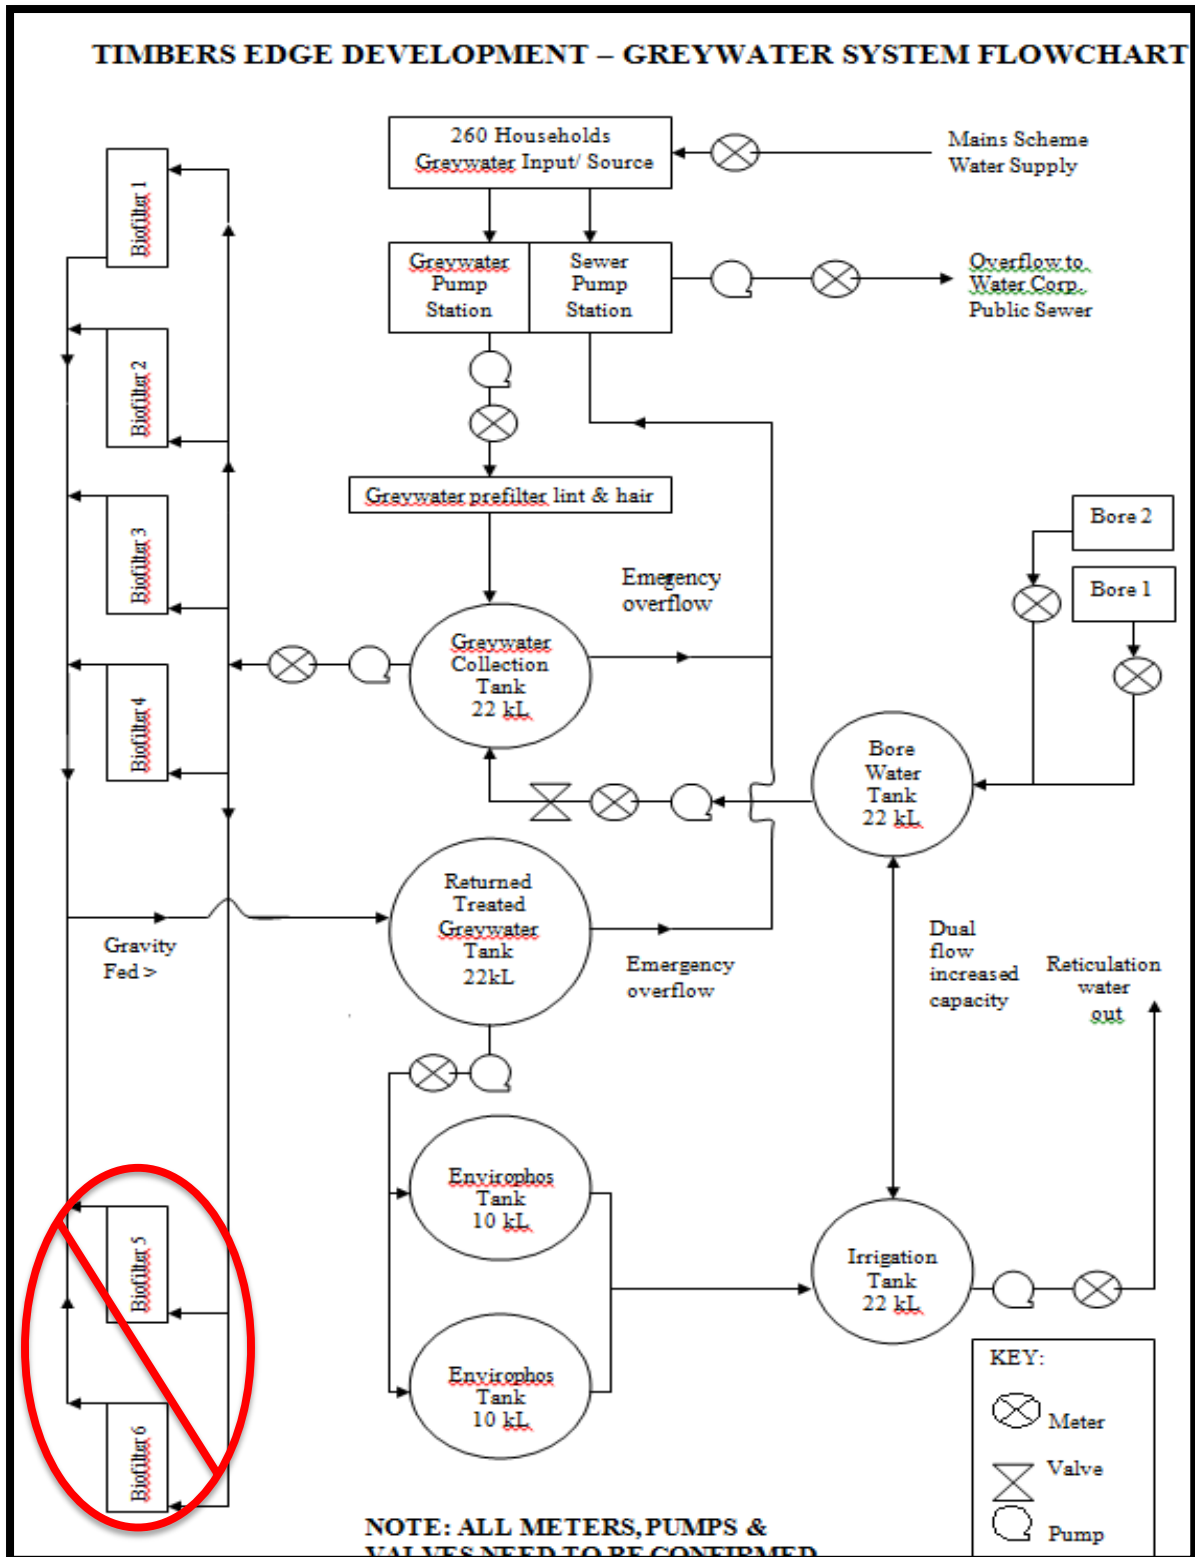 TIMBERS EDGE DEVELOPMENT – GREYWATER SYSTEM FLOWCHART
260 Households
Greywater Input/ Source
Mains Scheme
Water Supply
Greywater
Pump
Station
Sewer
Pump
Station
Overflow to
Water Corp.
Public Sewer
Biofilter 1
Biofilter 2
Biofilter 3
Biofilter 4
Greywater prefilter lint & hair
Emergency
overflow
Bore 2
Bore 1
Greywater
Collection
Tank
22 kL
Bore
Water
Tank
22 kL
Returned
Treated
Greywater
Tank
22kL
Gravity
Fed >
Emergency
overflow
Dual
flow
increased
capacity
Reticulation
water
out
Envirophos
Tank
10 kL
Biofilter 5
Irrigation
Tank
22 kL
Envirophos
Tank
10 kL
Biofilter 6
KEY:
Meter
Valve
Pump
NOTE: ALL METERS, PUMPS &
VALVES NEED TO BE CONFIRMED